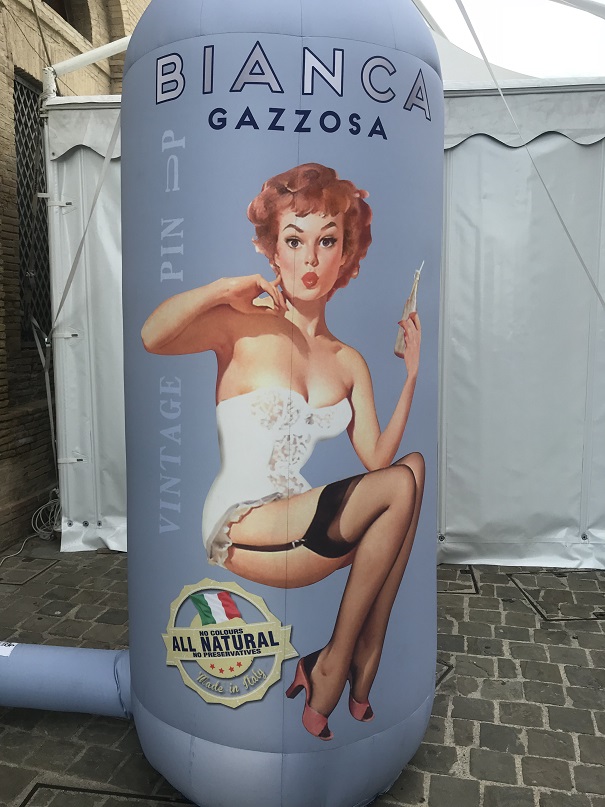 BIANCA
GAZZOSA
VINTAGE PIN UP
NO COLOURS
ALL NATURAL
NO PRESERVATIVES
Made in Italy